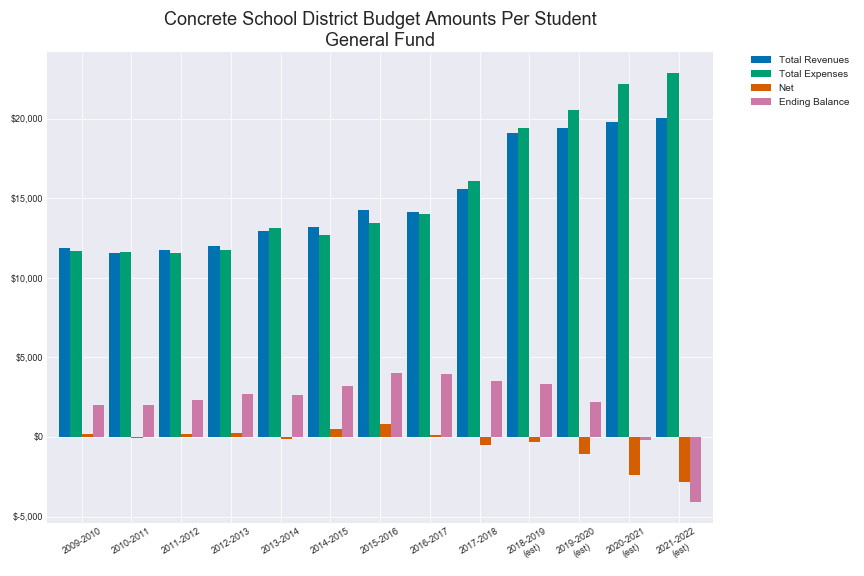 Concrete School District Budget Amounts Per Student
General Fund
Total Revenues
Total Expenses
Net
Ending Balance
$20,000
$15,000
$10,000
$5,000
$0
$-5,000
2009-2010
2010-2011
2011-2012
2012-2013
2013-2014
2014-2015
2015-2016
2016-2017
2017-2018
2018-2019
(est)
2019-2020
(est)
2020-2021
(est)
2021-2022
(est)